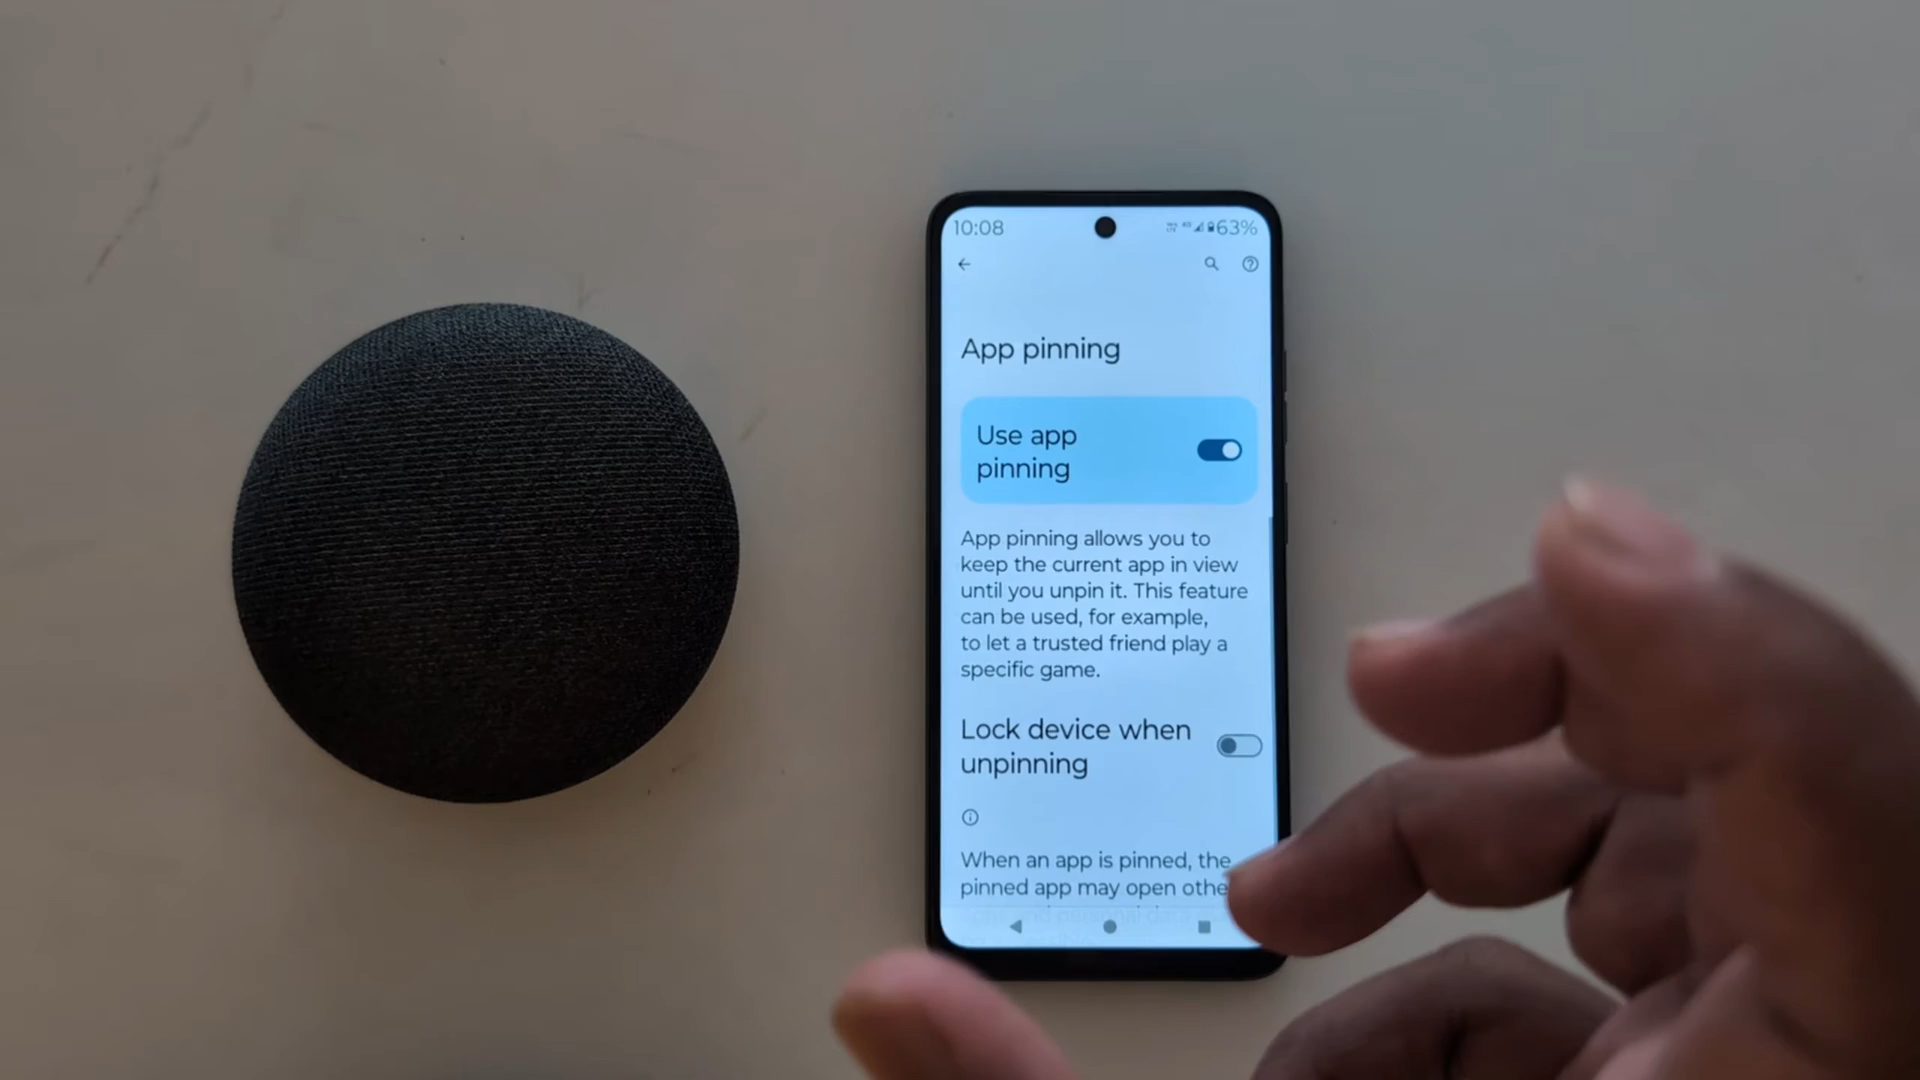 10:08
63%
App pinning
Use app
pinning
App pinning allows you to
keep the current app in view
until you unpin it. This feature
can be used, for example,
to let a trusted friend play a
specific game.
Lock device when
unpinning
When an app is pinned, the
pinned app may open othe